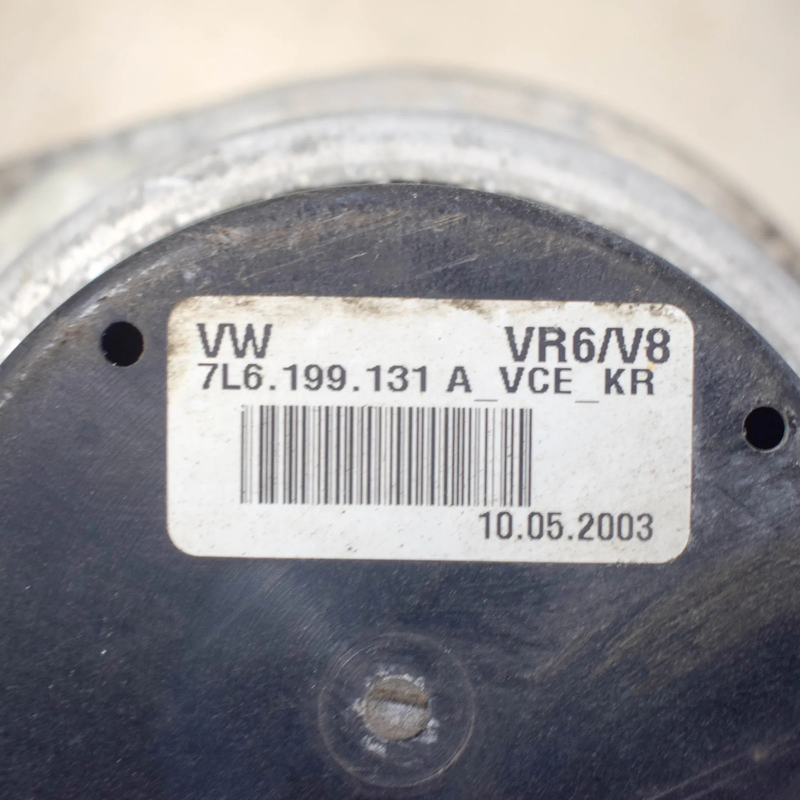 VW VR6/V8
7L6.199.131 A_VCE_KR
10.05.2003